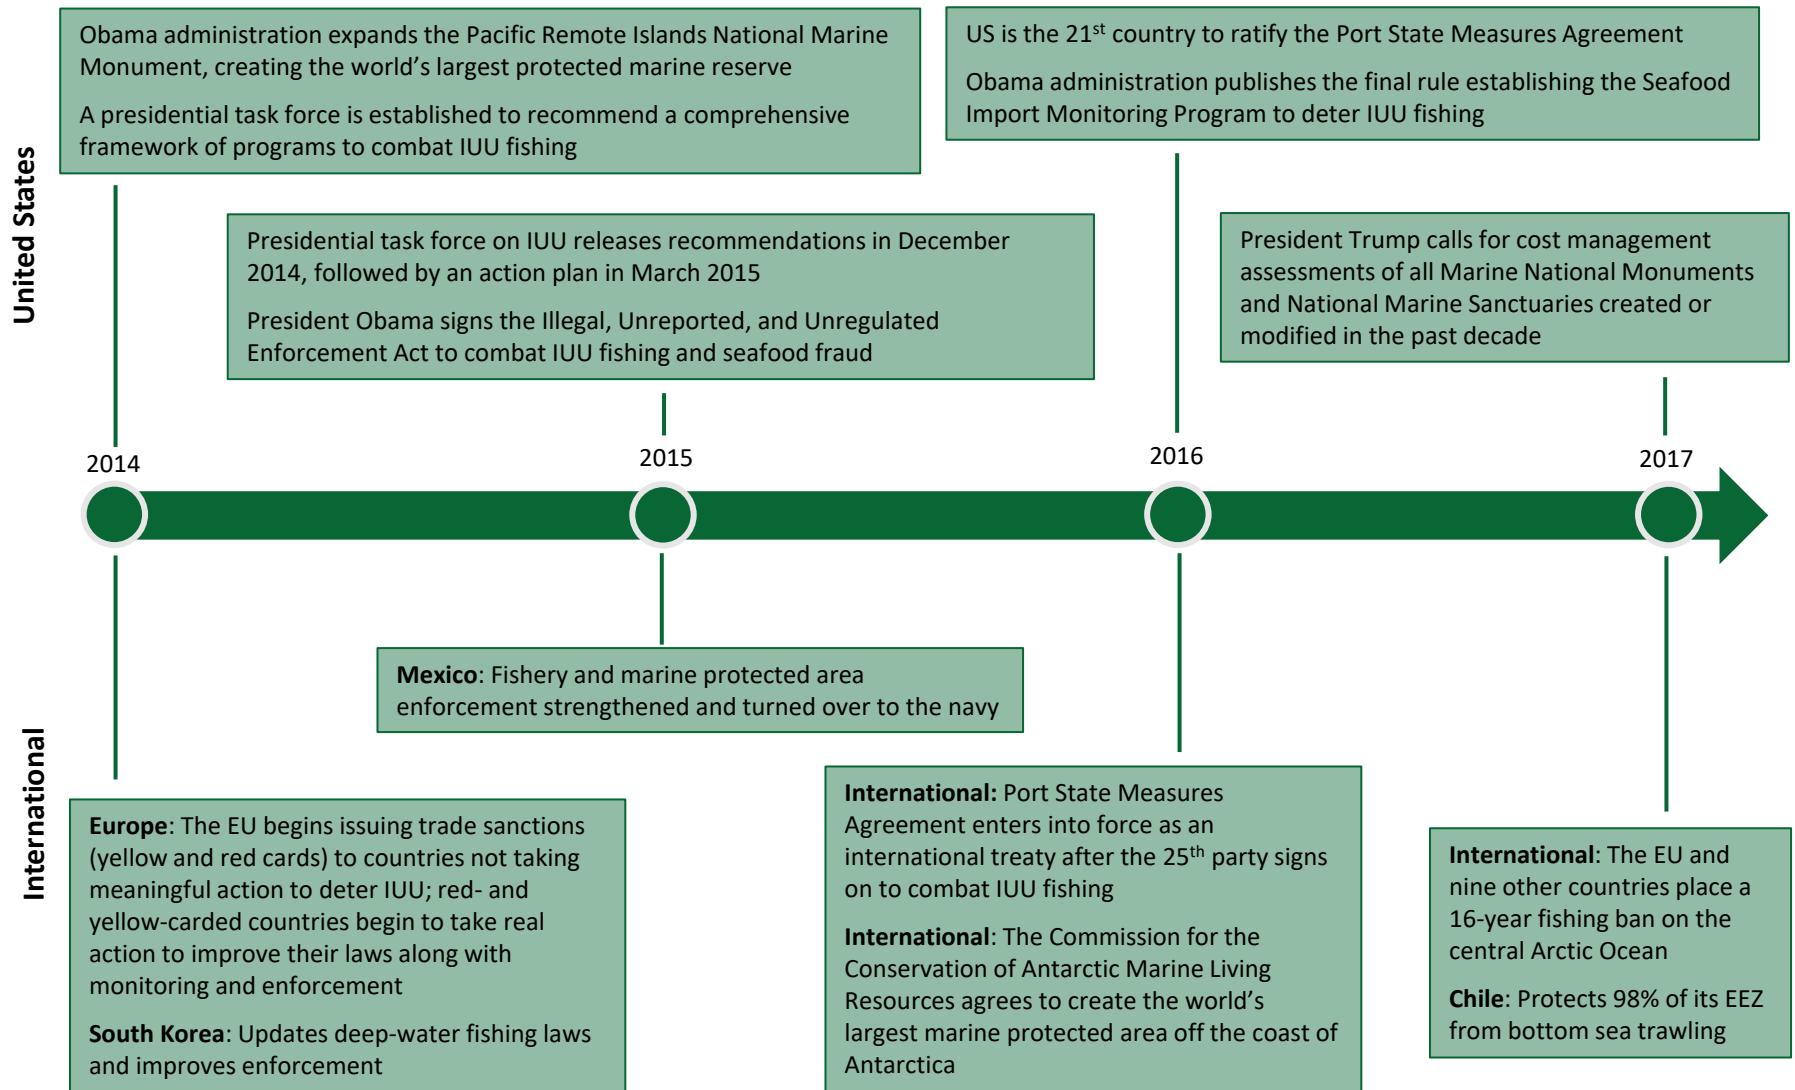 United States
Obama administration expands the Pacific Remote Islands National Marine
Monument, creating the world’s largest protected marine reserve
A presidential task force is established to recommend a comprehensive
framework of programs to combat IUU fishing
US is the 21st country to ratify the Port State Measures Agreement
Obama administration publishes the final rule establishing the Seafood
Import Monitoring Program to deter IUU fishing
Presidential task force on IUU releases recommendations in December
2014, followed by an action plan in March 2015
President Obama signs the Illegal, Unreported, and Unregulated
Enforcement Act to combat IUU fishing and seafood fraud
President Trump calls for cost management
assessments of all Marine National Monuments
and National Marine Sanctuaries created or
modified in the past decade
2014
2015
2016
2017
International
Europe: The EU begins issuing trade sanctions
(yellow and red cards) to countries not taking
meaningful action to deter IUU; red- and
yellow-carded countries begin to take real
action to improve their laws along with
monitoring and enforcement
South Korea: Updates deep-water fishing laws
and improves enforcement
Mexico: Fishery and marine protected area
enforcement strengthened and turned over to the navy
International: Port State Measures
Agreement enters into force as an
international treaty after the 25th party signs
on to combat IUU fishing
International: The Commission for the
Conservation of Antarctic Marine Living
Resources agrees to create the world’s
largest marine protected area off the coast of
Antarctica
International: The EU and
nine other countries place a
16-year fishing ban on the
central Arctic Ocean
Chile: Protects 98% of its EEZ
from bottom sea trawling